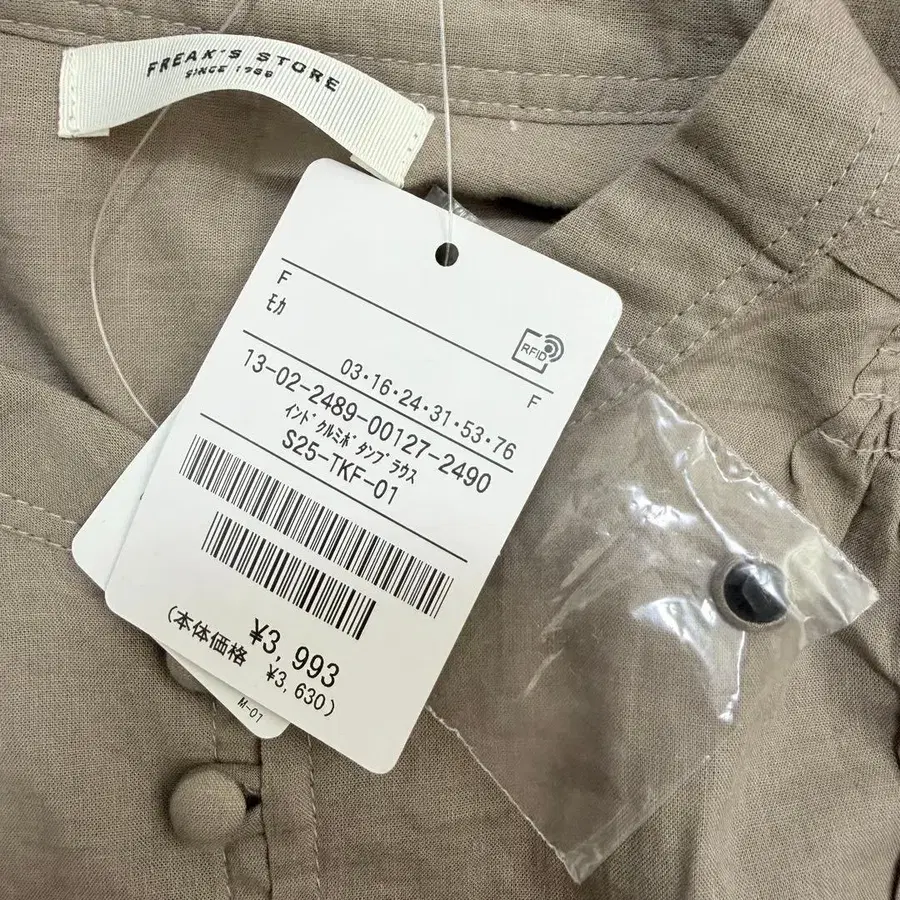 FREAK'S STORE
SINCE 1986
F
ﾓｶ
RFID
03・16・24・31・53・76 F
13-02-2489-00127-2490
ｲﾝﾄﾞｸﾙﾐﾎﾞﾀﾝﾌﾞﾗｳｽ
S25-TKF-01
¥3,993
(本体価格 ¥3,630)
M-01